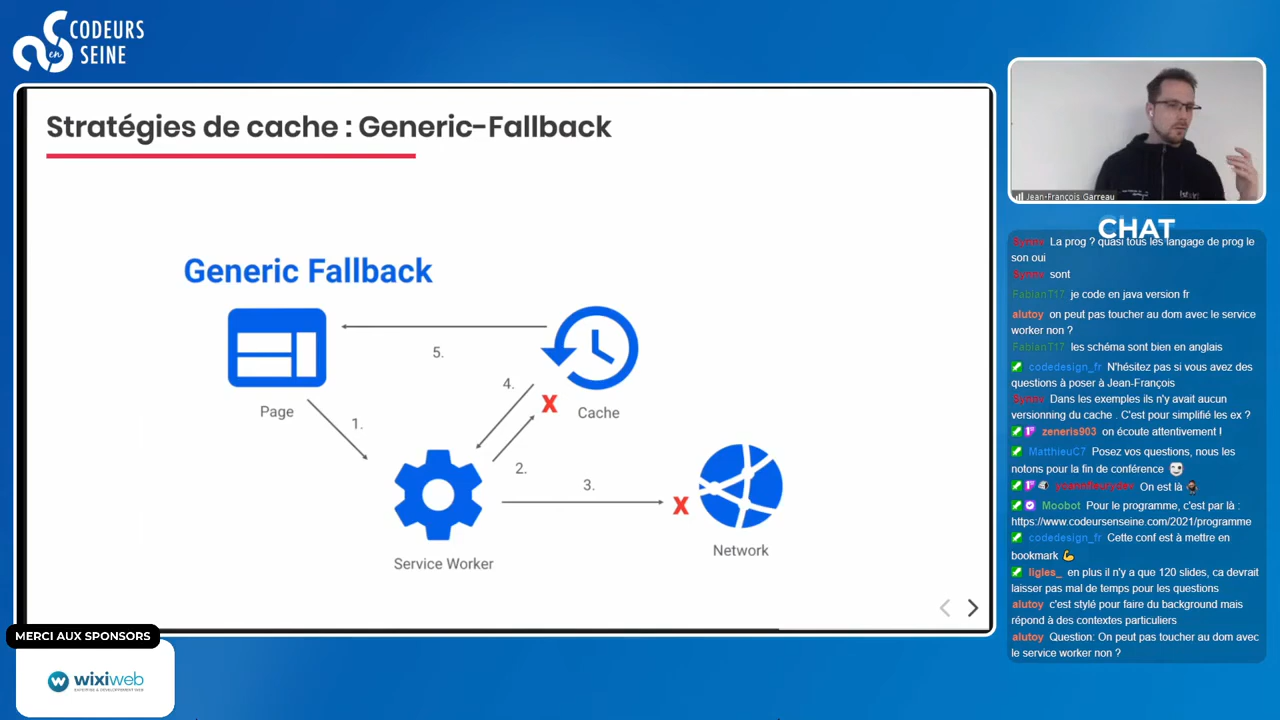 CODEURS
en
SEINE
Stratégies de cache : Generic-Fallback
Generic Fallback
5.
4.
X
Page
Cache
1.
2.
3.
X
Service Worker
Network
MERCI AUX SPONSORS
wixiweb
Jean-François Garreau
CHAT
La prog ? quasi tous les langage de prog le
son oui
sont
FabianT17 je code en java version fr
alutoy on peut pas toucher au dom avec le service
worker non ?
FabianT17 les schéma sont bien en anglais
codedesign_fr N'hésitez pas si vous avez des
questions à poser à Jean-François
Dans les exemples ils n'y avait aucun
versionning du cache . C'est pour simplifié les ex ?
zeneris903 on écoute attentivement !
MatthieuC7 Posez vos questions, nous les
notons pour la fin de conférence
On est là
Moobot Pour le programme, c'est par là :
https://www.codeursenseine.com/2021/programme
codedesign_fr Cette conf est à mettre en
bookmark
ligles_ en plus il n'y a que 120 slides, ca devrait
laisser pas mal de temps pour les questions
alutoy c'est stylé pour faire du background mais
répond à des contextes particuliers
alutoy Question: On peut pas toucher au dom avec
le service worker non ?